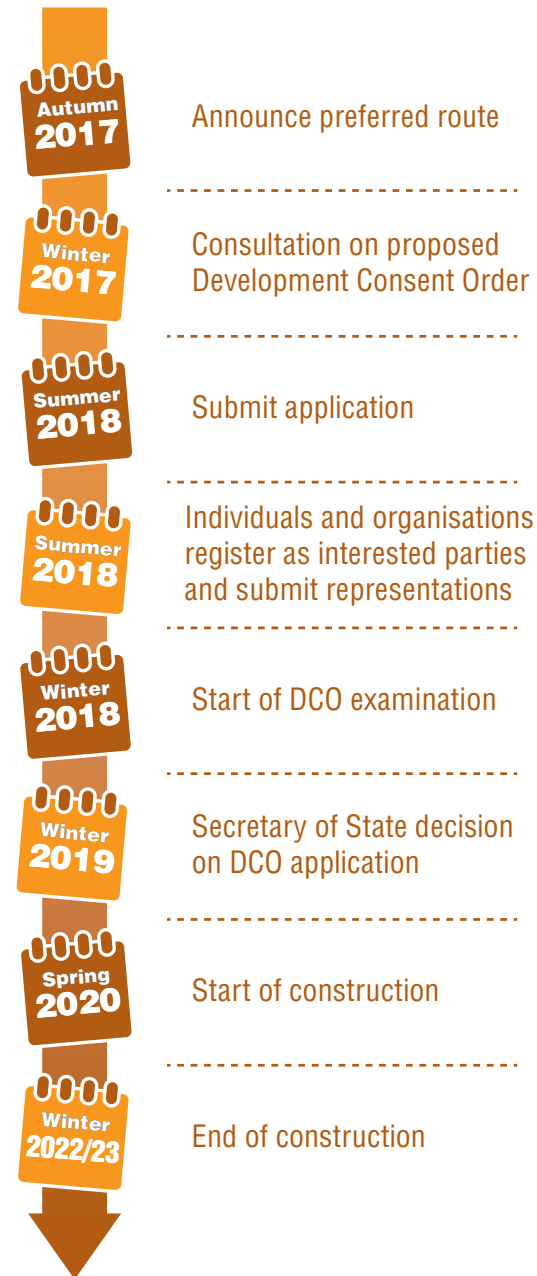 Autumn
2017
Announce preferred route
Winter
2017
Consultation on proposed
Development Consent Order
Summer
2018
Submit application
Summer
2018
Individuals and organisations
register as interested parties
and submit representations
Winter
2018
Start of DCO examination
Winter
2019
Secretary of State decision
on DCO application
Spring
2020
Start of construction
Winter
2022/23
End of construction